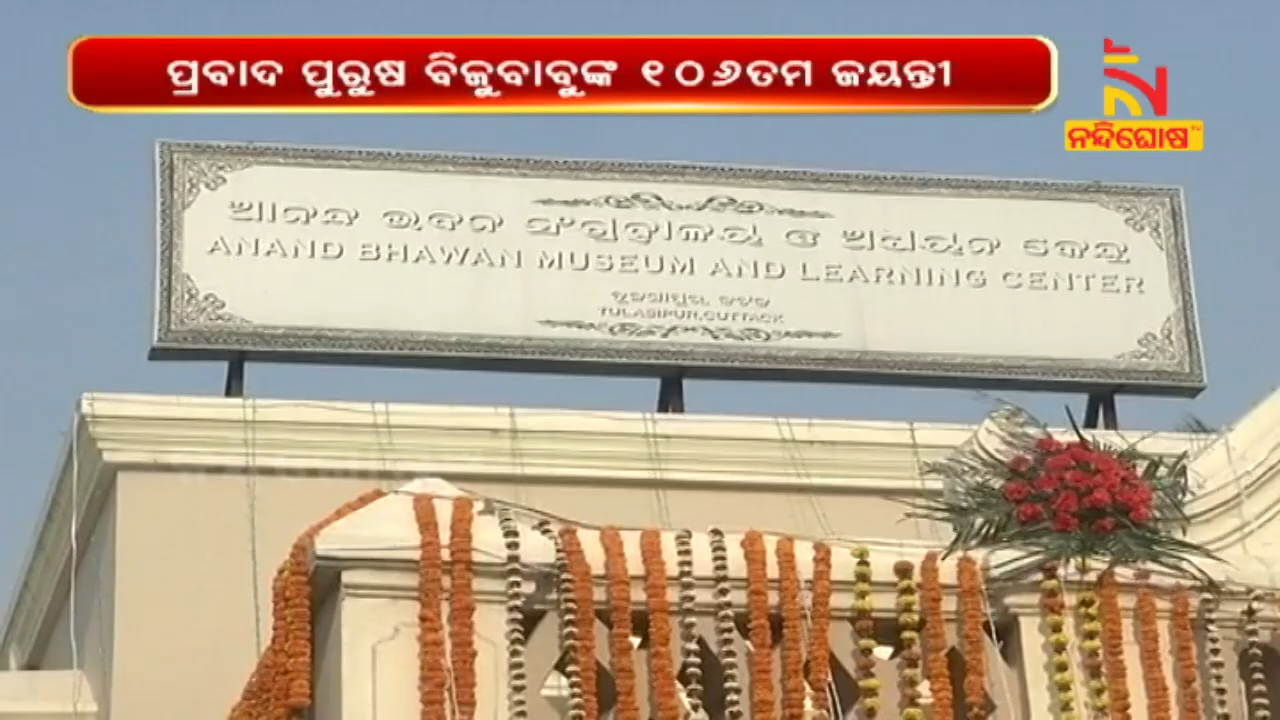 ପ୍ରବାଦ ପୁରୁଷ ବିଜୁବାବୁଙ୍କ ୧୦୬ତମ ଜୟନ୍ତୀ
ନନ୍ଦିଘୋଷ TV
ଆନନ୍ଦ ଭବନ ସଂଗ୍ରହାଳୟ ଓ ଅଧ୍ୟୟନ କେନ୍ଦ୍ର
ANAND BHAWAN MUSEUM AND LEARNING CENTER
ତୁଳସୀପୁର, କଟକ
TULASIPUR,CUTTACK